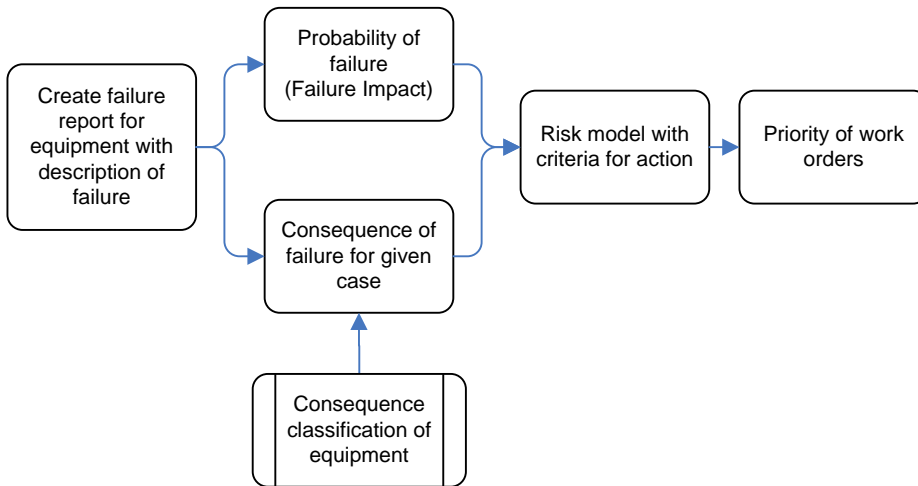 Create failure
report for
equipment with
description of
failure
Probability of
failure
(Failure Impact)
Consequence of
failure for given
case
Consequence
classification of
equipment
Risk model with
criteria for action
Priority of work
orders